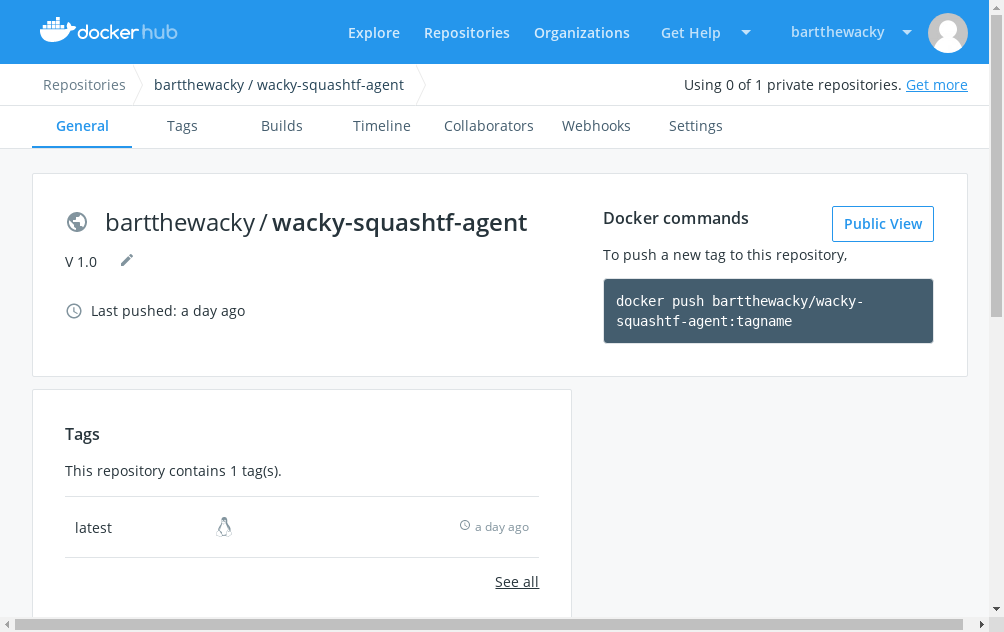 docker hub
Explore Repositories Organizations Get Help bartthewacky
Repositories bartthewacky / wacky-squashtf-agent Using 0 of 1 private repositories. Get more
General Tags Builds Timeline Collaborators Webhooks Settings
bartthewacky / wacky-squashtf-agent
V 1.0
Last pushed: a day ago
Docker commands
Public View
To push a new tag to this repository,
docker push bartthewacky/wacky-
squashtf-agent:tagname
Tags
This repository contains 1 tag(s).
latest a day ago
See all